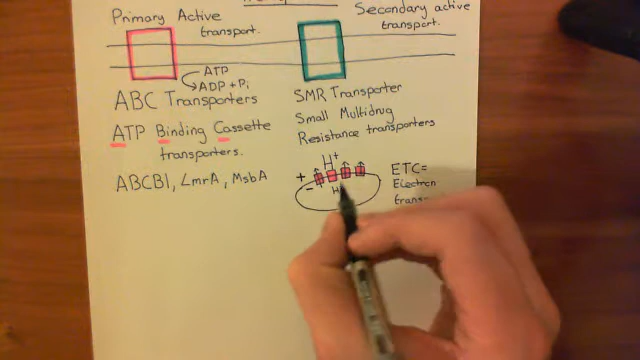 Primary Active
transport.
Secondary active
transport.
ATP
ADP + Pi
ABC Transporters
ATP Binding Cassette
transporters.
ABCB1, LmrA, MsbA
SMR Transporter
Small Multidrug
Resistance transporters
H+
+
-
ETC=
Electron